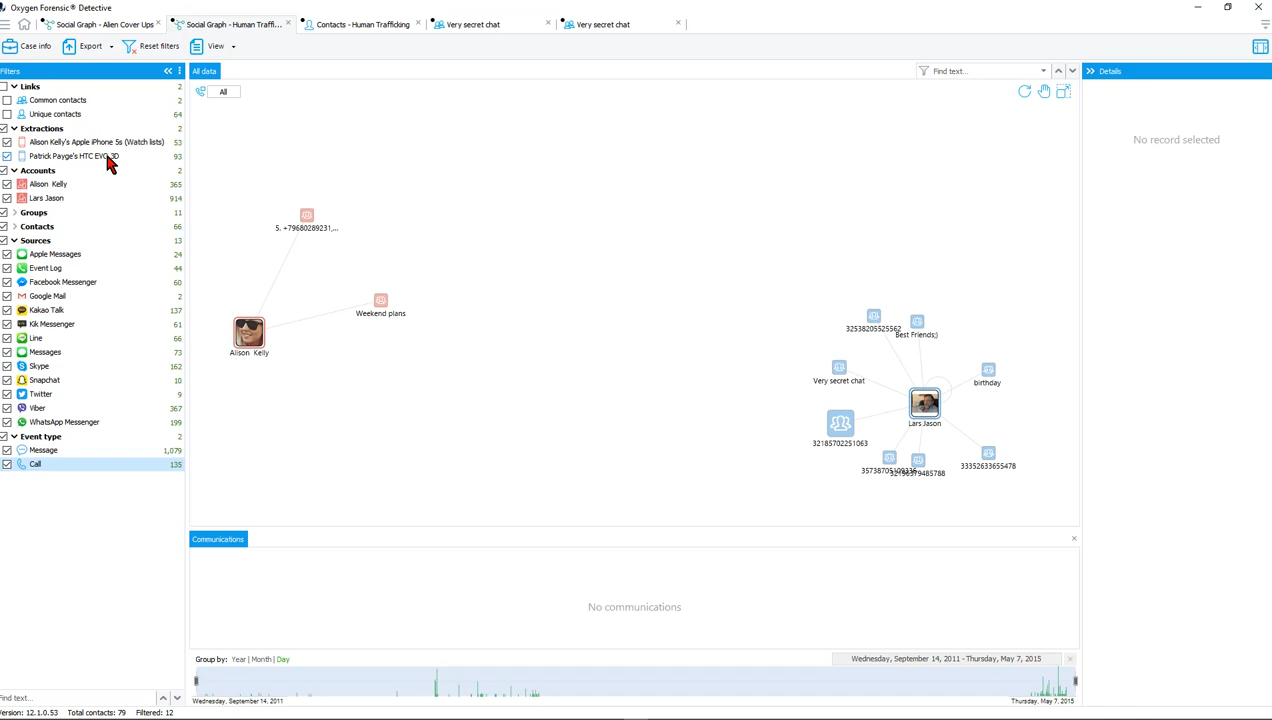 Oxygen Forensic® Detective
Social Graph - Alien Cover Ups
Social Graph - Human Traffi...
Contacts - Human Trafficking
Very secret chat
Very secret chat
Case info
Export
Reset filters
View
Filters
All data
Find text...
Details
Links 2
Common contacts 2
Unique contacts 64
Extractions 2
Alison Kelly's Apple iPhone 5s (Watch lists) 53
Patrick Payge's HTC EVO 3D 93
Accounts 2
Alison Kelly 365
Lars Jason 914
Groups 11
Contacts 66
Sources 13
Apple Messages 24
Event Log 44
Facebook Messenger 60
Google Mail 2
Kakao Talk 137
Kik Messenger 61
Line 66
Messages 73
Skype 162
Snapchat 10
Twitter 9
Viber 367
WhatsApp Messenger 199
Event type 2
Message 1,079
Call 135
All
No record selected
5. +79680289231,...
Weekend plans
Alison Kelly
32538205525562
Best Friends;)
Very secret chat
birthday
Lars Jason
32185702251063
33352633655478
Communications
No communications
Group by: Year | Month | Day
Wednesday, September 14, 2011 - Thursday, May 7, 2015
Wednesday, September 14, 2011
Thursday, May 7, 2015
Find text...
Version: 12.1.0.53 Total contacts: 79 Filtered: 12